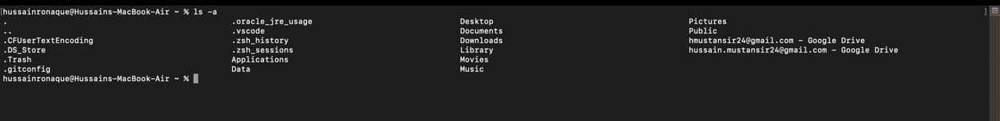 [hussainronaque@Hussains-MacBook-Air ~ % ls -a ]
. .oracle_jre_usage Desktop Pictures
.. .vscode Documents Public
.CFUserTextEncoding .zsh_history Downloads hmustansir24@gmail.com - Google Drive
.DS_Store .zsh_sessions Library hussain.mustansir24@gmail.com - Google Drive
.Trash Applications Movies
.gitconfig Data Music
hussainronaque@Hussains-MacBook-Air ~ %